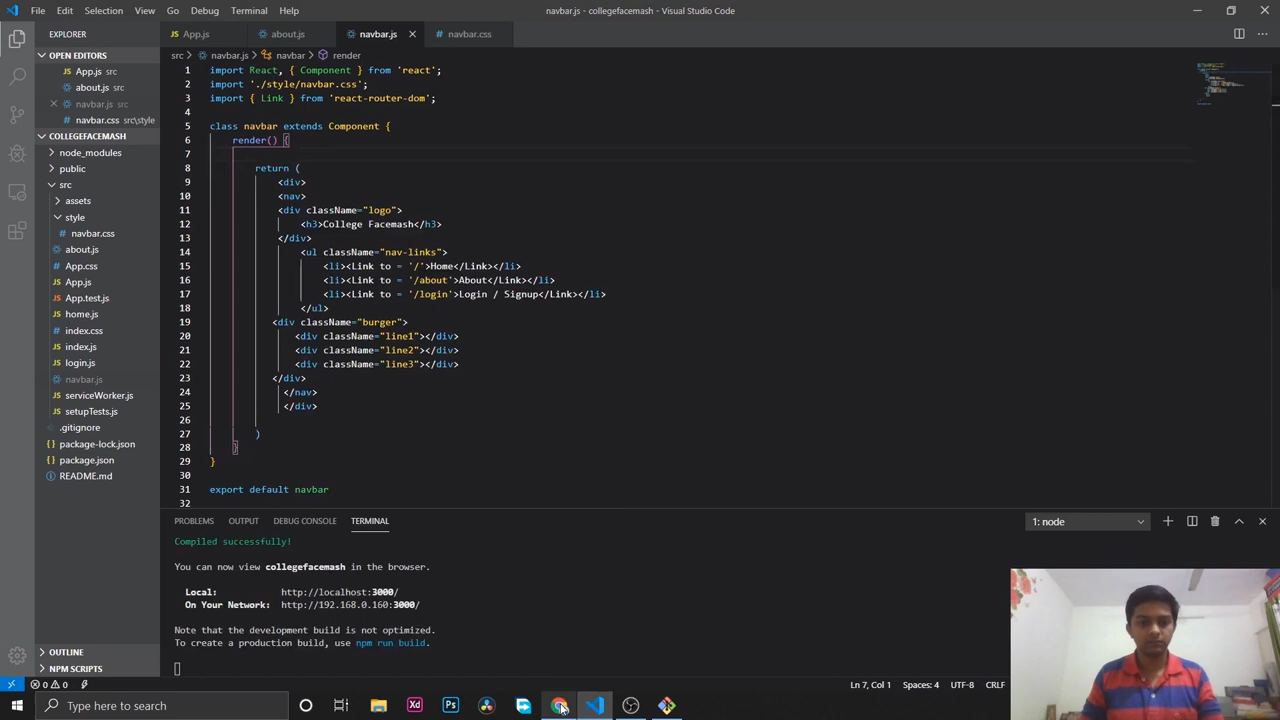 File Edit Selection View Go Debug Terminal Help
navbar.js - collegefacemash - Visual Studio Code
EXPLORER
App.js
about.js
navbar.js
navbar.css
OPEN EDITORS
App.js src
about.js src
navbar.js src
navbar.css src\style
COLLEGEFACEMASH
node_modules
public
src
assets
style
navbar.css
about.js
App.css
JS App.js
JS App.test.js
JS home.js
index.css
JS index.js
JS login.js
navbar.js
JS serviceWorker.js
JS setupTests.js
.gitignore
package-lock.json
package.json
README.md
OUTLINE
NPM SCRIPTS
src > navbar.js > navbar > render
1 import React, { Component } from 'react';
2 import './style/navbar.css';
3 import { Link } from 'react-router-dom';
4
5 class navbar extends Component {
6 render() {
7
8 return (
9 <div>
10 <nav>
11 <div className="logo">
12 <h3>College Facemash</h3>
13 </div>
14 <ul className="nav-links">
15 <li><Link to = '/'>Home</Link></li>
16 <li><Link to = '/about'>About</Link></li>
17 <li><Link to = '/login'>Login / Signup</Link></li>
18 </ul>
19 <div className="burger">
20 <div className="line1"></div>
21 <div className="line2"></div>
22 <div className="line3"></div>
23 </div>
24 </nav>
25 </div>
26
27 )
28 }
29 }
30
31 export default navbar
32
PROBLEMS OUTPUT DEBUG CONSOLE TERMINAL
1: node
Compiled successfully!
You can now view collegefacemash in the browser.
Local: http://localhost:3000/
On Your Network: http://192.168.0.160:3000/
Note that the development build is not optimized.
To create a production build, use npm run build.
0 0
Ln 7, Col 1 Spaces: 4 UTF-8 CRLF
Type here to search
Xd
Ps